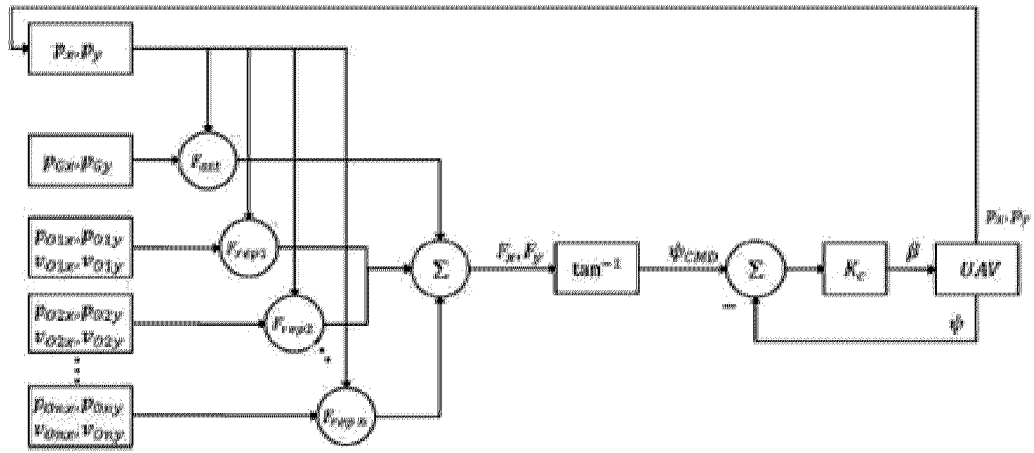 p_x, p_y
p_Gx, p_Gy
F_att
p_O1x, p_O1y
v_O1x, v_O1y
F_rep1
p_O2x, p_O2y
v_O2x, v_O2y
F_rep2
p_Onx, p_Ony
v_Onx, v_Ony
F_rep n
Σ
F_x, F_y
tan⁻¹
ψ_CMD
Σ
−
K_c
β
UAV
p_x, p_y
ψ